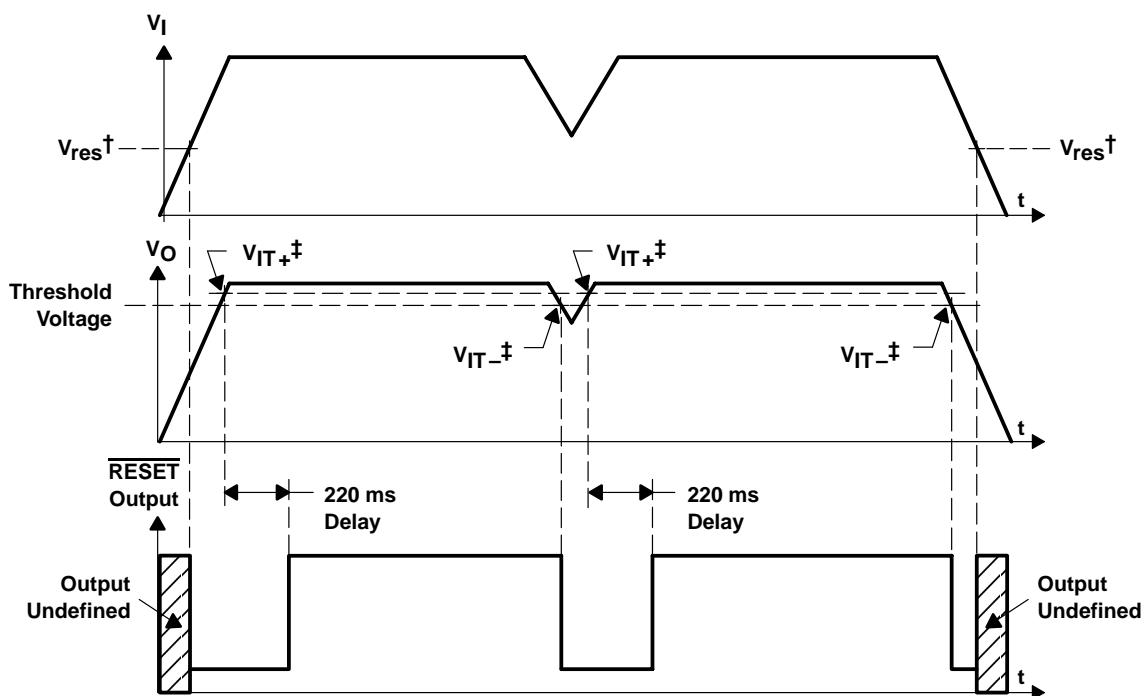 VI
Vres†
Vres†
t
VO
VIT+‡
VIT+‡
Threshold
Voltage
VIT–‡
VIT–‡
t
RESET
Output
220 ms
Delay
220 ms
Delay
Output
Undefined
Output
Undefined
t